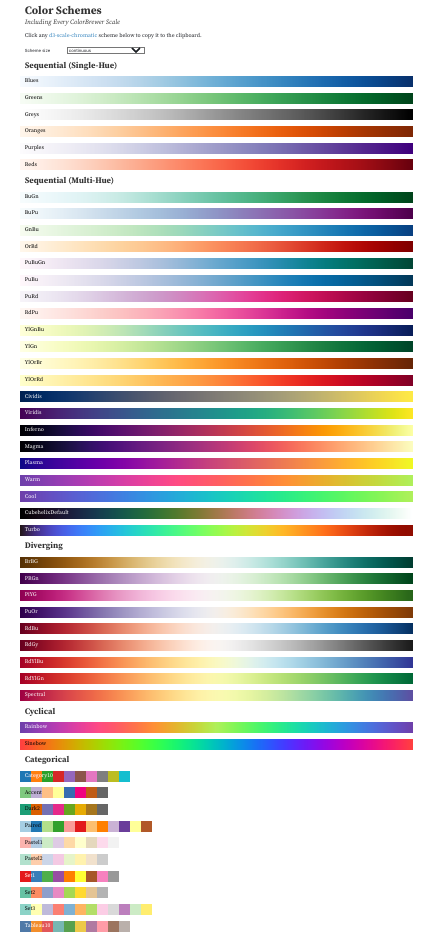 Color Schemes
Including Every ColorBrewer Scale
Click any d3-scale-chromatic scheme below to copy it to the clipboard.
Scheme size continuous
Sequential (Single-Hue)
Blues
Greens
Greys
Oranges
Purples
Reds
Sequential (Multi-Hue)
BuGn
BuPu
GnBu
OrRd
PuBuGn
PuBu
PuRd
RdPu
YlGnBu
YlGn
YlOrBr
YlOrRd
Cividis
Viridis
Inferno
Magma
Plasma
Warm
Cool
CubehelixDefault
Turbo
Diverging
BrBG
PRGn
PiYG
PuOr
RdBu
RdGy
RdYlBu
RdYlGn
Spectral
Cyclical
Rainbow
Sinebow
Categorical
Category10
Accent
Dark2
Paired
Pastel1
Pastel2
Set1
Set2
Set3
Tableau10